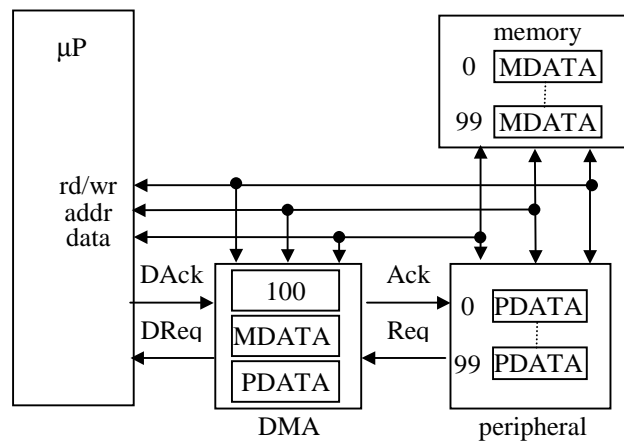 μP
memory
0 MDATA
99 MDATA
rd/wr
addr
data
DAck
DReq
100
MDATA
PDATA
DMA
Ack
Req
0 PDATA
99 PDATA
peripheral